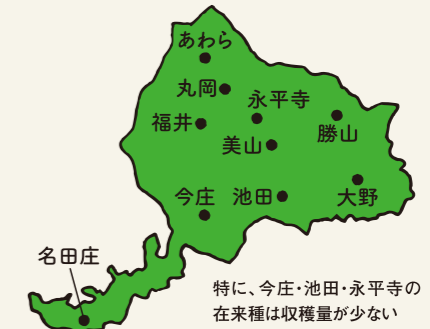 あわら
丸岡
永平寺
福井
勝山
美山
今庄
池田
大野
名田庄
特に、今庄・池田・永平寺の
在来種は収穫量が少ない